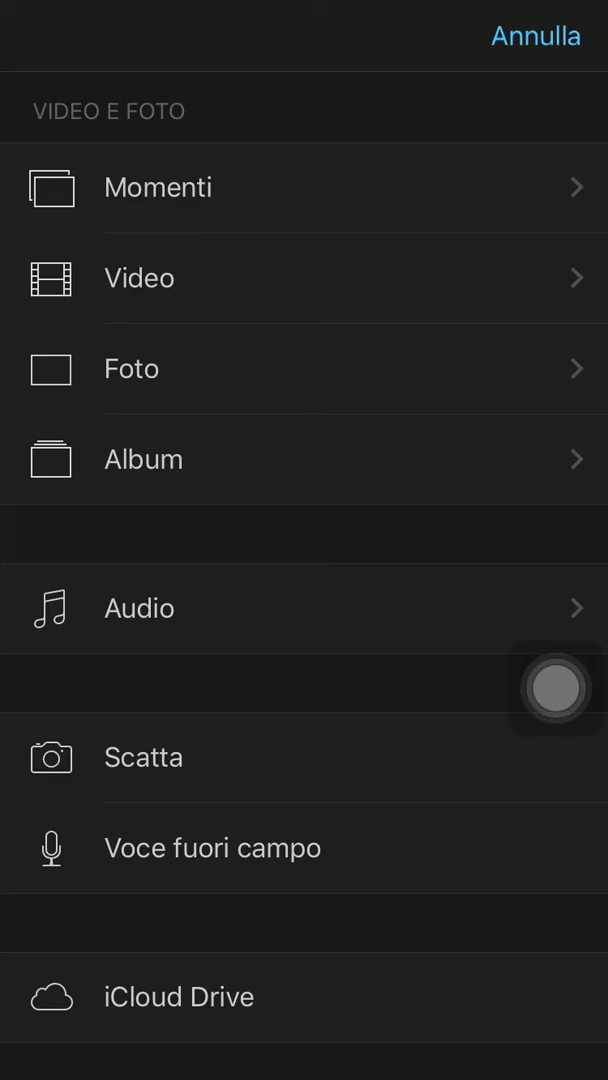 Annulla
VIDEO E FOTO
Momenti
Video
Foto
Album
Audio
Scatta
Voce fuori campo
iCloud Drive